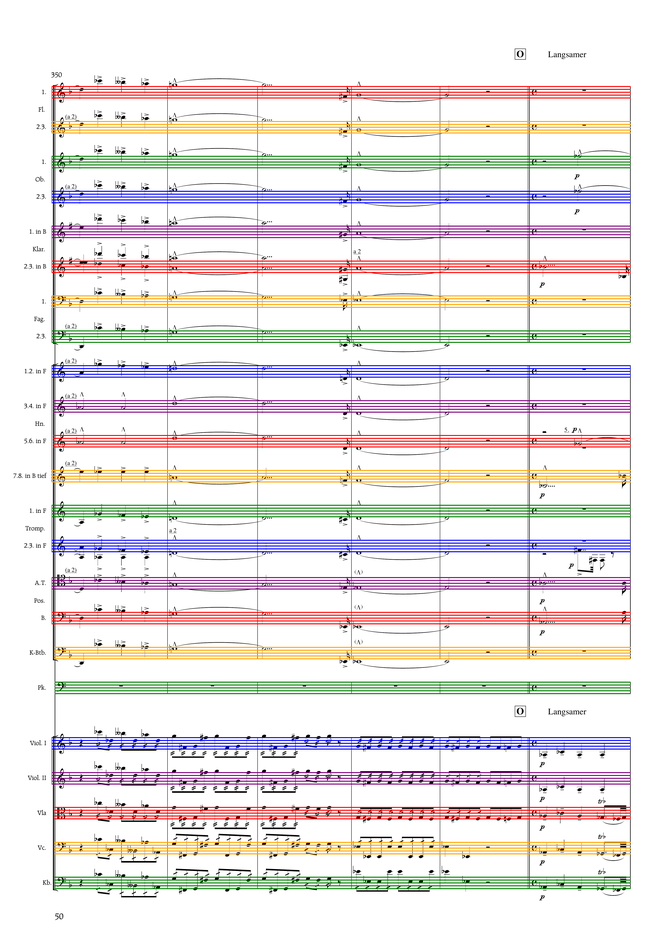 O Langsamer
350
1.
Fl.
(a 2)
2.3.
1.
Ob.
(a 2)
2.3.
p
p
1. in B
Klar.
a 2
2.3. in B
p
1.
Fag.
(a 2)
2.3.
(a 2)
1.2. in F
(a 2)
3.4. in F
Hn.
(a 2)
5. p
5.6. in F
(a 2)
7.8. in B tief
p
1. in F
Tromp.
a 2
2.3. in F
p
(a 2)
A.T.
p
Pos.
B.
p
K-Btb.
Pk.
O Langsamer
Viol. I
p
Viol. II
p
Vla
tr
p
Vc.
tr
p
Kb.
tr
p
50